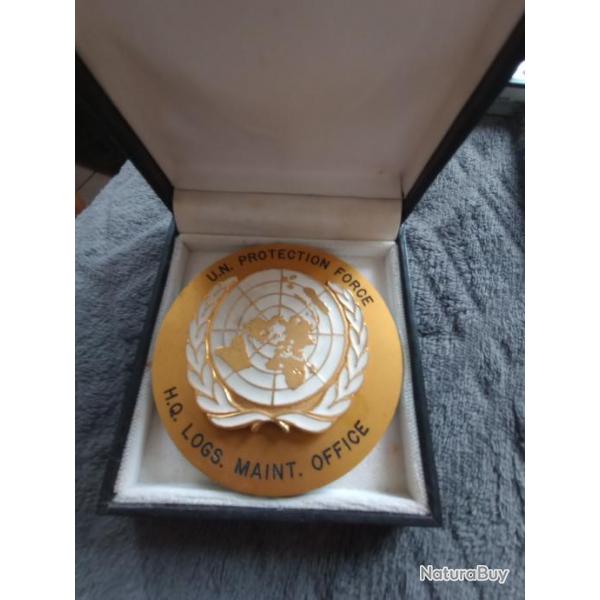 U.N. PROTECTION FORCE
H.Q. LOGS. MAINT. OFFICE
NaturaBuy